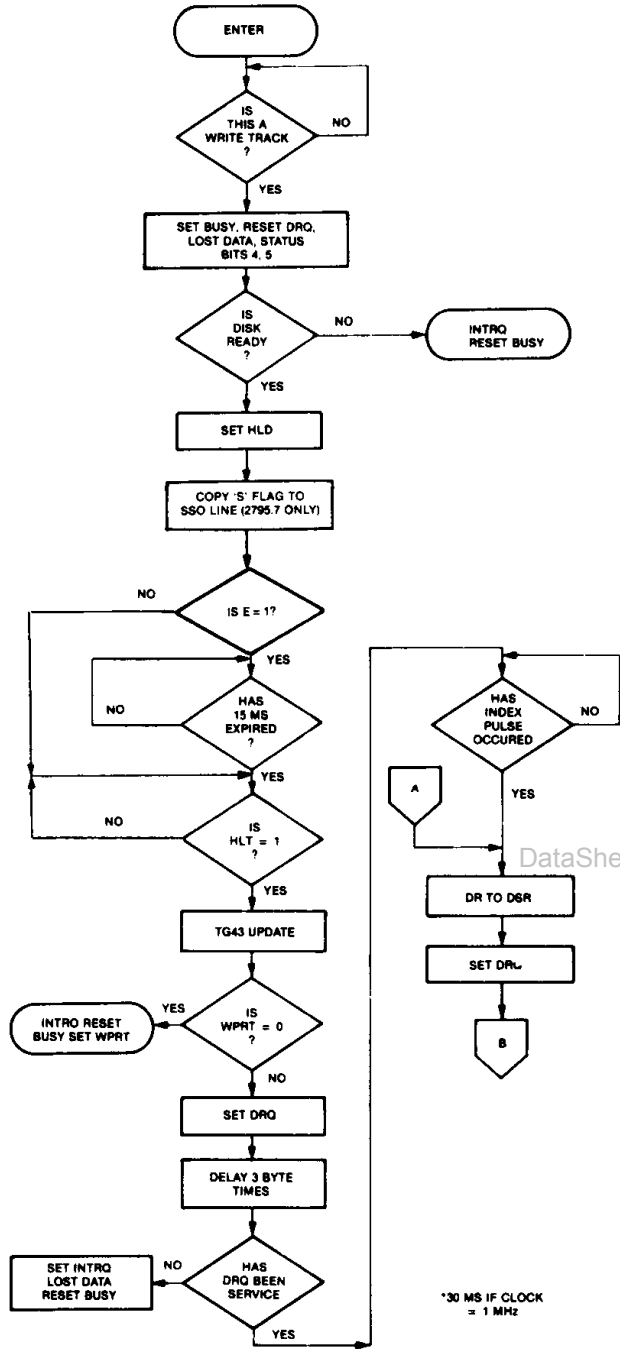 ENTER
IS
THIS A
WRITE TRACK
?
NO
YES
SET BUSY, RESET DRQ,
LOST DATA, STATUS
BITS 4, 5
IS
DISK
READY
?
NO
INTRQ
RESET BUSY
YES
SET HLD
COPY 'S' FLAG TO
SSO LINE (2795.7 ONLY)
NO
IS E = 1?
YES
HAS
15 MS
EXPIRED
?
NO
YES
IS
HLT = 1
?
NO
YES
TG43 UPDATE
IS
WPRT = 0
?
YES
INTRO RESET
BUSY SET WPRT
NO
SET DRQ
DELAY 3 BYTE
TIMES
HAS
DRQ BEEN
SERVICE
NO
SET INTRQ
LOST DATA
RESET BUSY
YES
HAS
INDEX
PULSE
OCCURED
NO
YES
A
DataShe
DR TO DSR
SET DRQ
B
*30 MS IF CLOCK
= 1 MHz